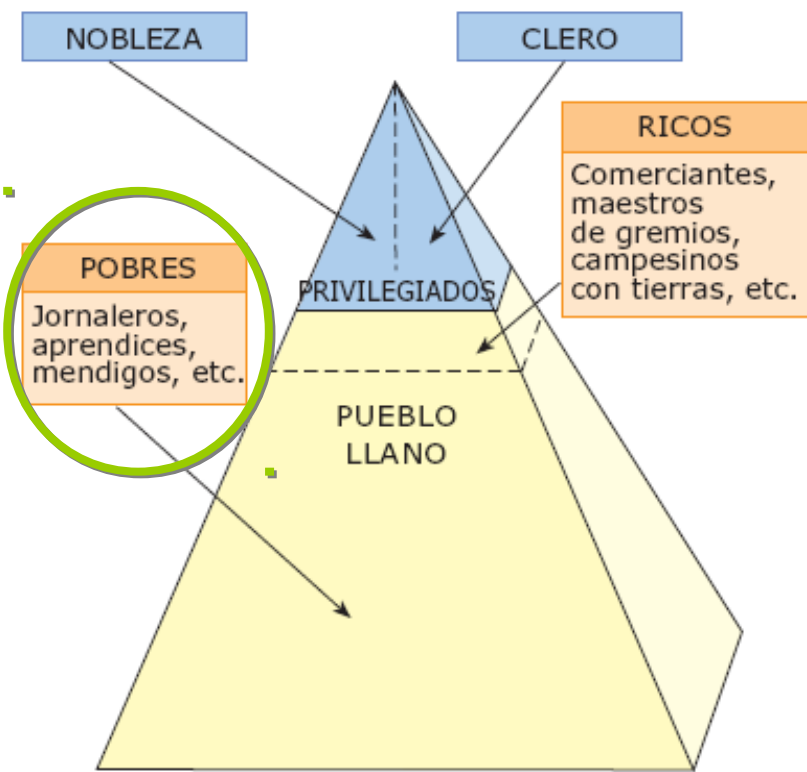 NOBLEZA
CLERO
RICOS
Comerciantes,
maestros
de gremios,
campesinos
con tierras, etc.
POBRES
Jornaleros,
aprendices,
mendigos, etc.
PRIVILEGIADOS
PUEBLO
LLANO